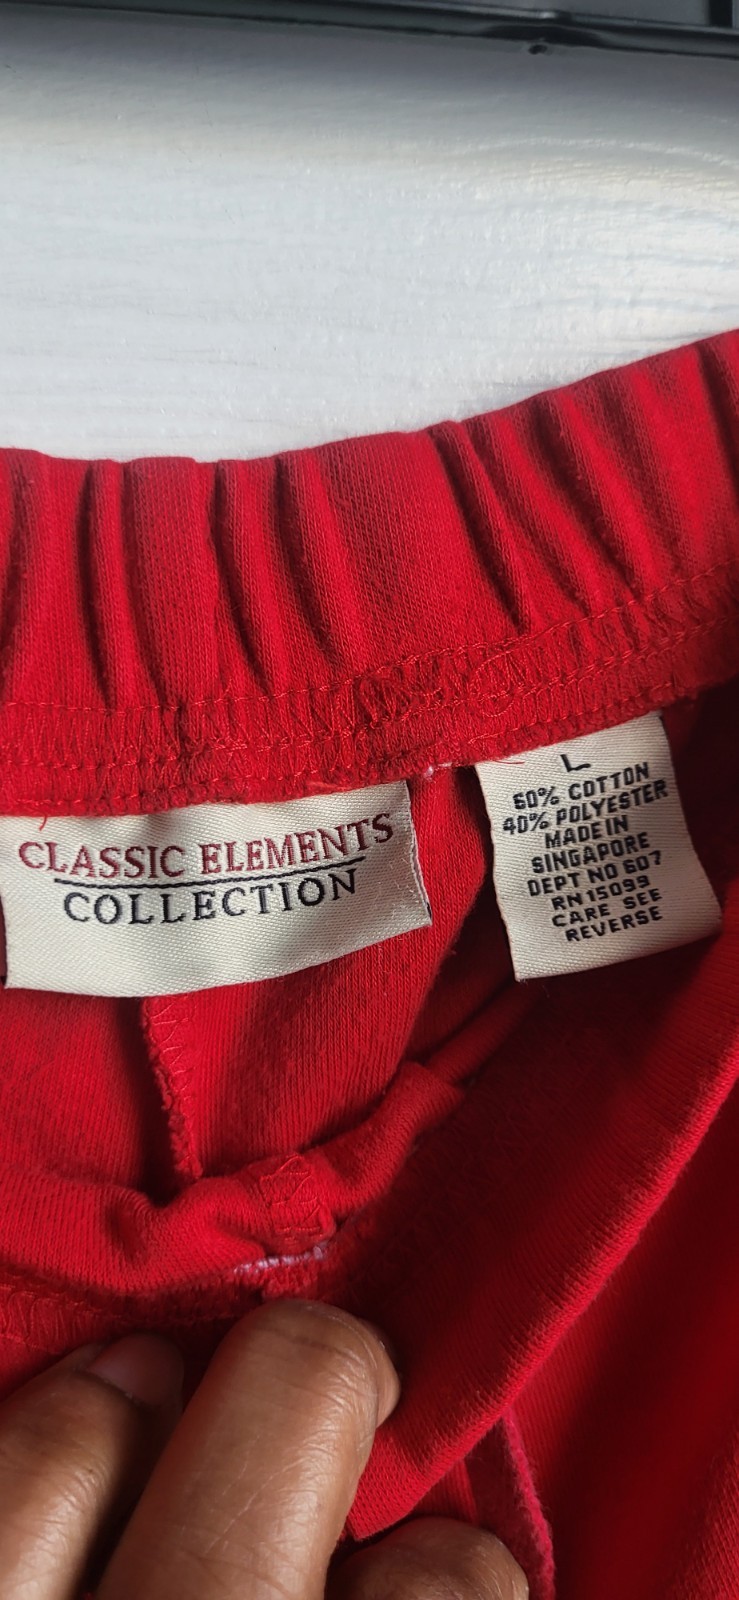 CLASSIC ELEMENTS
COLLECTION
L
60% COTTON
40% POLYESTER
MADE IN
SINGAPORE
DEPT NO 607
RN 15099
CARE SEE
REVERSE